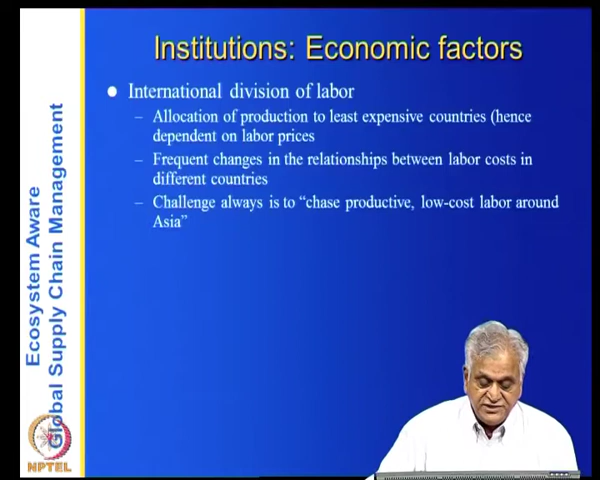 Institutions: Economic factors
International division of labor
– Allocation of production to least expensive countries (hence
dependent on labor prices
– Frequent changes in the relationships between labor costs in
different countries
– Challenge always is to “chase productive, low-cost labor around
Asia”
Ecosystem Aware
Global Supply Chain Management
NPTEL